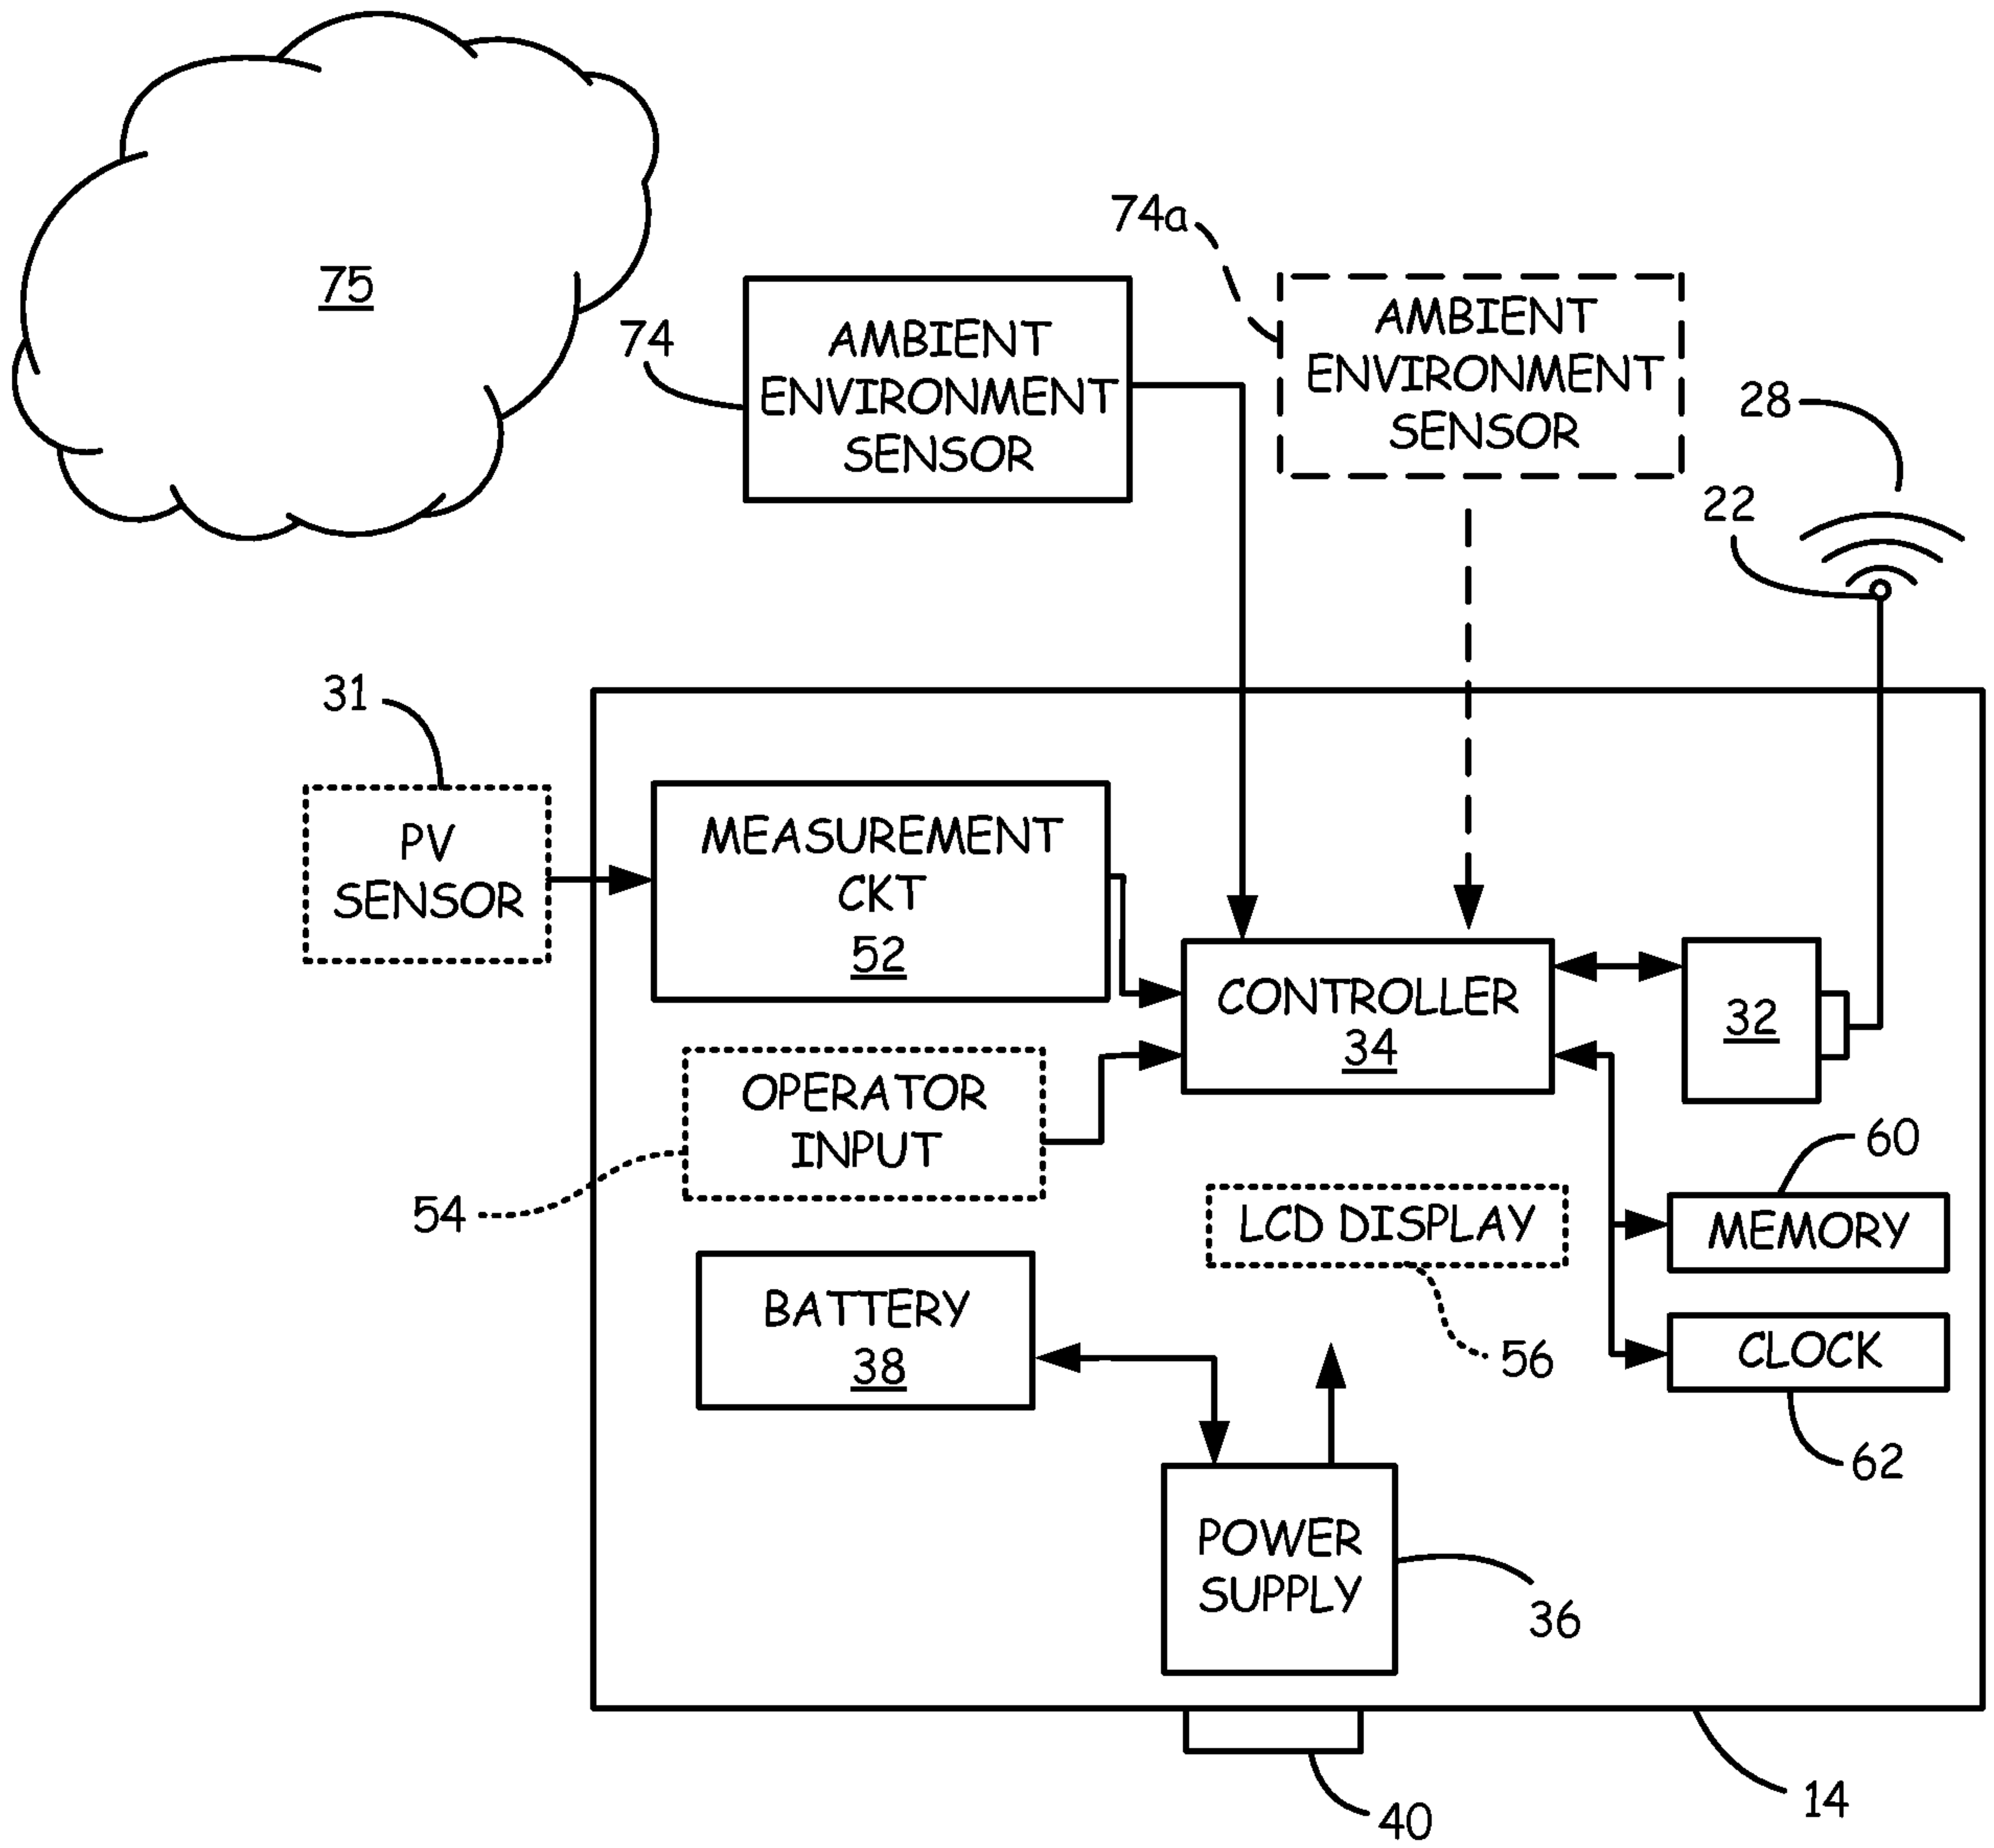 75
74a
74
AMBIENT
ENVIRONMENT
SENSOR
AMBIENT
ENVIRONMENT
SENSOR
28
22
31
PV
SENSOR
MEASUREMENT
CKT
52
CONTROLLER
34
32
OPERATOR
INPUT
54
60
MEMORY
LCD DISPLAY
56
BATTERY
38
CLOCK
62
POWER
SUPPLY
36
14
40